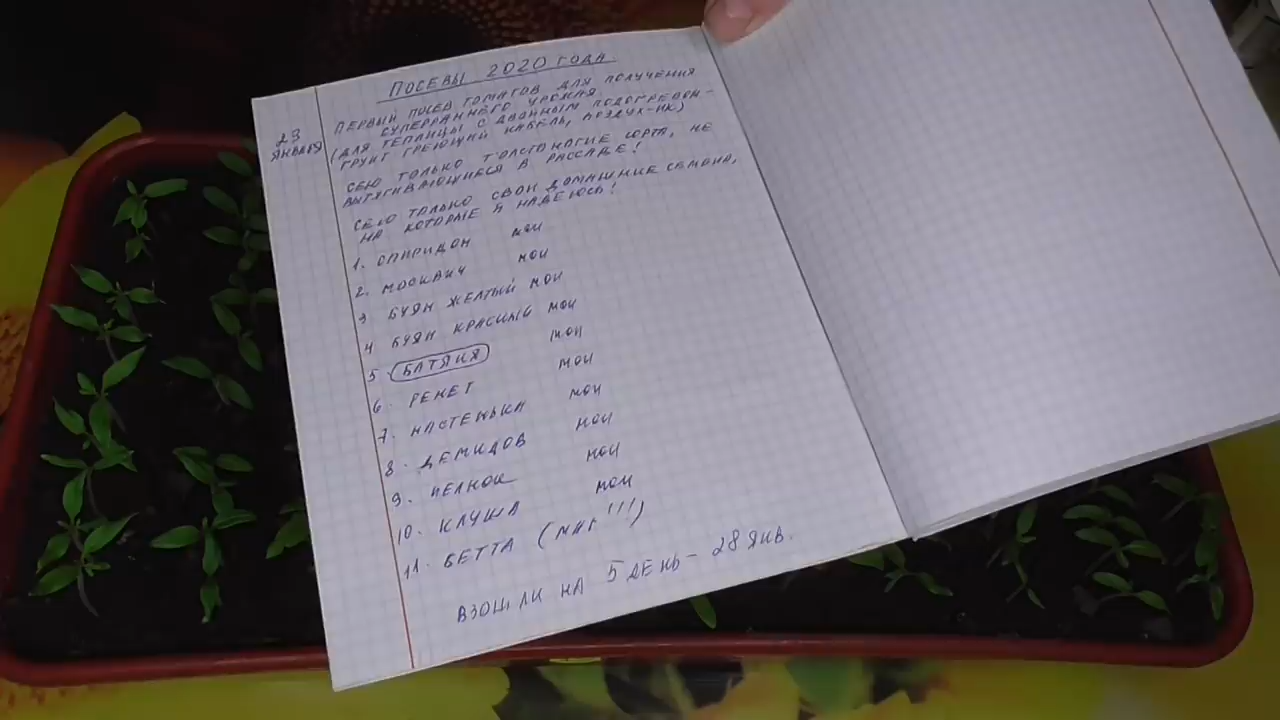 ПОСЕВЫ 2020 ГОДА
23 ЯНВАРЯ
ПЕРВЫЙ ПОСЕВ ТОМАТОВ ДЛЯ ПОЛУЧЕНИЯ
СУПЕРРАННЕГО УРОЖАЯ
(ДЛЯ ТЕПЛИЦЫ С ДВОЙНЫМ ПОДОГРЕВОМ -
ГРУНТ ГРЕЮЩИЙ КАБЕЛЬ, ВОЗДУХ-ИК)
СЕЮ ТОЛЬКО ТОЛСТОНОГИЕ СОРТА, НЕ
ВЫТЯГИВАЮЩИЕСЯ В РАССАДЕ!
СЕЮ ТОЛЬКО СВОИ ДОМАШНИЕ СЕМЕНА,
НА КОТОРЫЕ Я НАДЕЮСЬ!
1. СПИРИДОН МОИ
2. МОСКВИЧ МОИ
3 БУЯН ЖЕЛТЫЙ МОИ
4 БУЯН КРАСНЫЙ МОИ
5. БАТЯНЯ МОИ
6. РЕКЕТ МОИ
7. НАСТЕНЬКА МОИ
8. ДЕМИДОВ МОИ
9. ЧЕЛНОК МОИ
10. КЛУША МОИ
11. БЕТТА (!!!)
ВЗОШЛИ НА 5 ДЕНЬ - 28 ЯНВ.